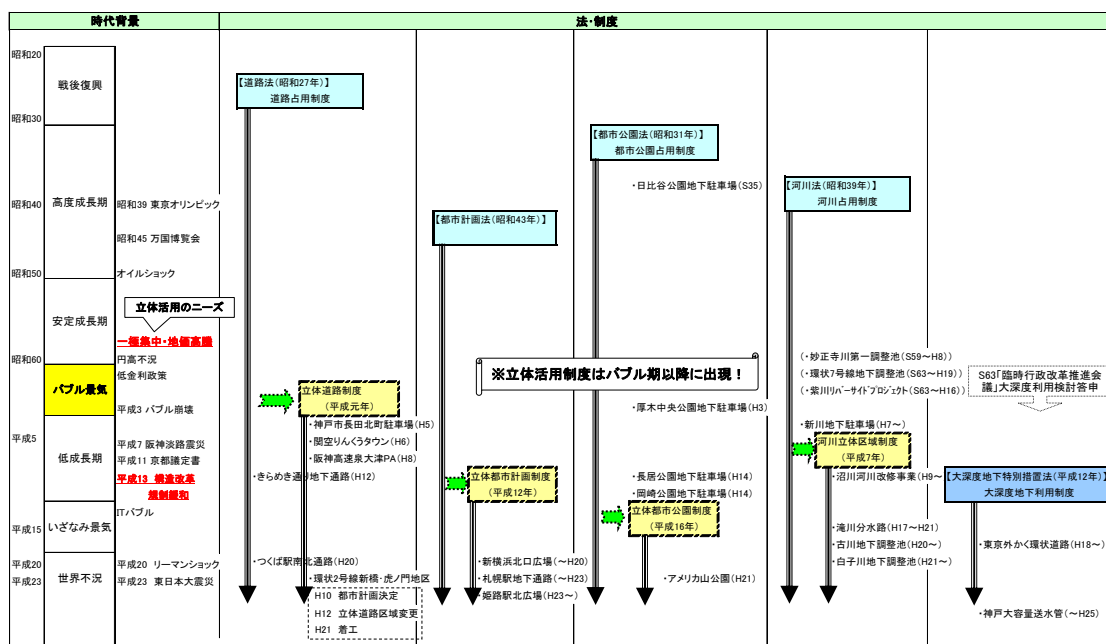 時代背景
法・制度
昭和20
戦後復興
【道路法(昭和27年)】
道路占用制度
昭和30
【都市公園法(昭和31年)】
都市公園占用制度
・日比谷公園地下駐車場(S35)
【河川法(昭和39年)】
河川占用制度
昭和40
高度成長期
昭和39 東京オリンピック
【都市計画法(昭和43年)】
昭和45 万国博覧会
昭和50
オイルショック
立体活用のニーズ
安定成長期
一極集中・地価高騰
昭和60
円高不況
低金利政策
バブル景気
平成3 バブル崩壊
※立体活用制度はバブル期以降に出現！
(・妙正寺川第一調整池(S59～H8))
(・環状7号線地下調整池(S63～H19))
(・紫川リバーサイドプロジェクト(S63～H16))
S63「臨時行政改革推進会
議」大深度利用検討答申
立体道路制度
(平成元年)
・厚木中央公園地下駐車場(H3)
・神戸市長田北町駐車場(H5)
・関空りんくうタウン(H6)
・阪神高速泉大津PA(H8)
・新川地下駐車場(H7～)
河川立体区域制度
(平成7年)
平成5
低成長期
平成7 阪神淡路震災
平成11 京都議定書
平成13 構造改革
規制緩和
・きらめき通り地下通路(H12)
立体都市計画制度
(平成12年)
・長居公園地下駐車場(H14)
・岡崎公園地下駐車場(H14)
・沼川河川改修事業(H9～)
【大深度地下特別措置法(平成12年)】
大深度地下利用制度
ITバブル
平成15
いざなみ景気
立体都市公園制度
(平成16年)
・滝川分水路(H17～H21)
・古川地下調整池(H20～)
・白子川地下調整池(H21～)
・東京外かく環状道路(H18～)
平成20
平成23
世界不況
平成20 リーマンショック
平成23 東日本大震災
・つくば駅南北通路(H20)
・環状2号線新橋・虎ノ門地区
H10 都市計画決定
H12 立体道路区域変更
H21 着工
・新横浜北口広場(～H20)
・札幌駅地下通路(～H23)
・姫路駅北広場(H23～)
・アメリカ山公園(H21)
・神戸大容量送水管(～H25)